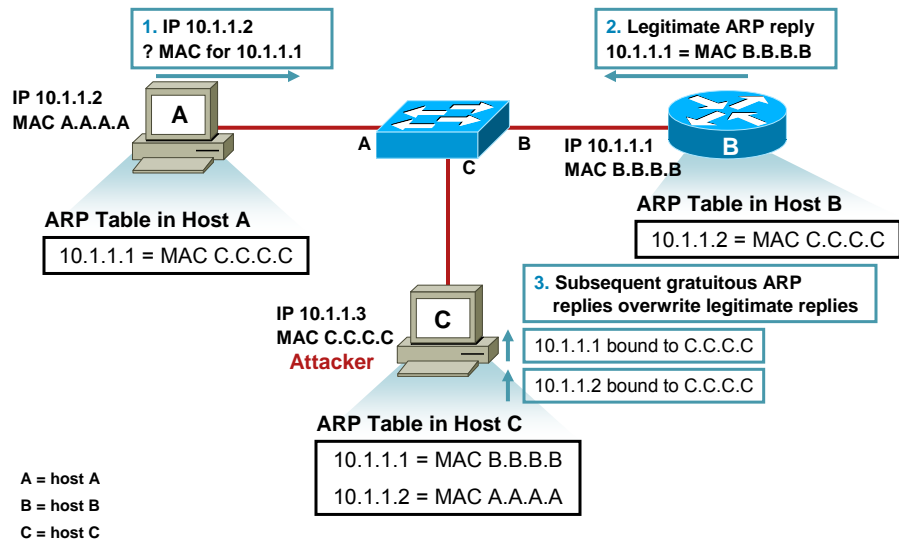 1. IP 10.1.1.2
? MAC for 10.1.1.1
2. Legitimate ARP reply
10.1.1.1 = MAC B.B.B.B
IP 10.1.1.2
MAC A.A.A.A
A
A
B
C
IP 10.1.1.1
MAC B.B.B.B
B
ARP Table in Host A
10.1.1.1 = MAC C.C.C.C
ARP Table in Host B
10.1.1.2 = MAC C.C.C.C
3. Subsequent gratuitous ARP
replies overwrite legitimate replies
IP 10.1.1.3
MAC C.C.C.C
Attacker
C
10.1.1.1 bound to C.C.C.C
10.1.1.2 bound to C.C.C.C
ARP Table in Host C
10.1.1.1 = MAC B.B.B.B
10.1.1.2 = MAC A.A.A.A
A = host A
B = host B
C = host C